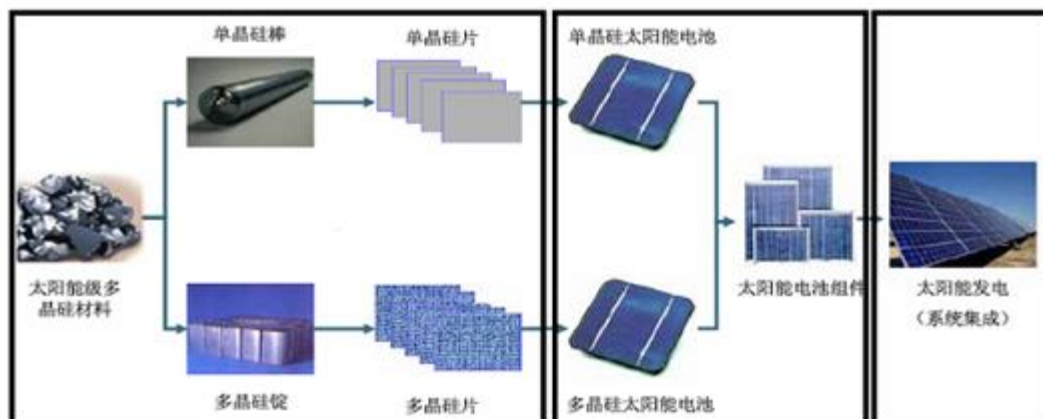 单晶硅棒
单晶硅片
单晶硅太阳能电池
太阳能级多
晶硅材料
太阳能电池组件
太阳能发电
（系统集成）
多晶硅锭
多晶硅片
多晶硅太阳能电池